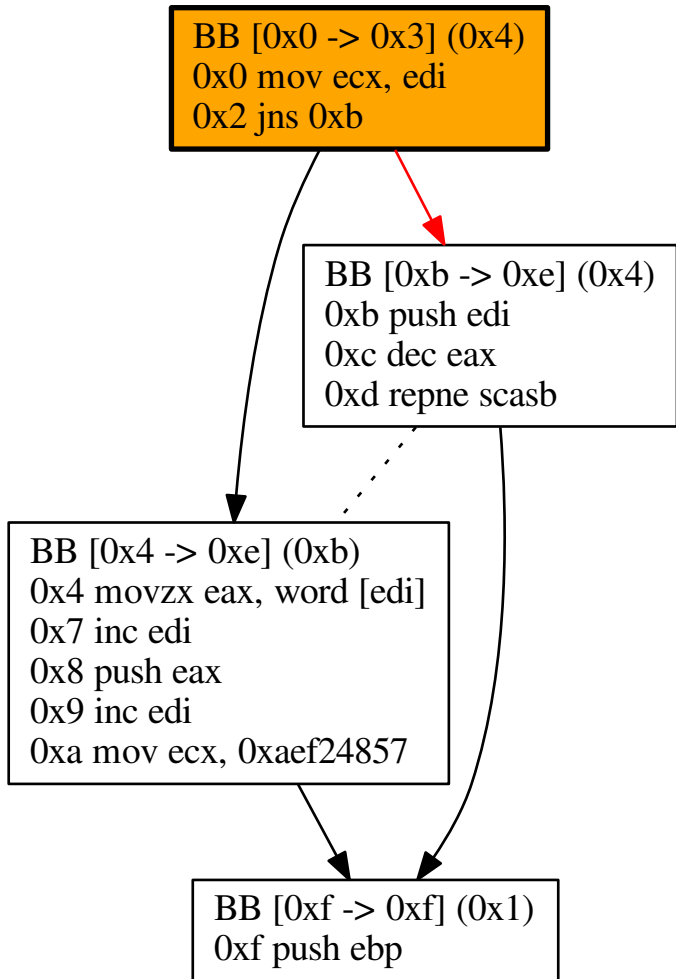 BB [0x0 -> 0x3] (0x4)
0x0 mov ecx, edi
0x2 jns 0xb
BB [0xb -> 0xe] (0x4)
0xb push edi
0xc dec eax
0xd repne scasb
BB [0x4 -> 0xe] (0xb)
0x4 movzx eax, word [edi]
0x7 inc edi
0x8 push eax
0x9 inc edi
0xa mov ecx, 0xaef24857
BB [0xf -> 0xf] (0x1)
0xf push ebp